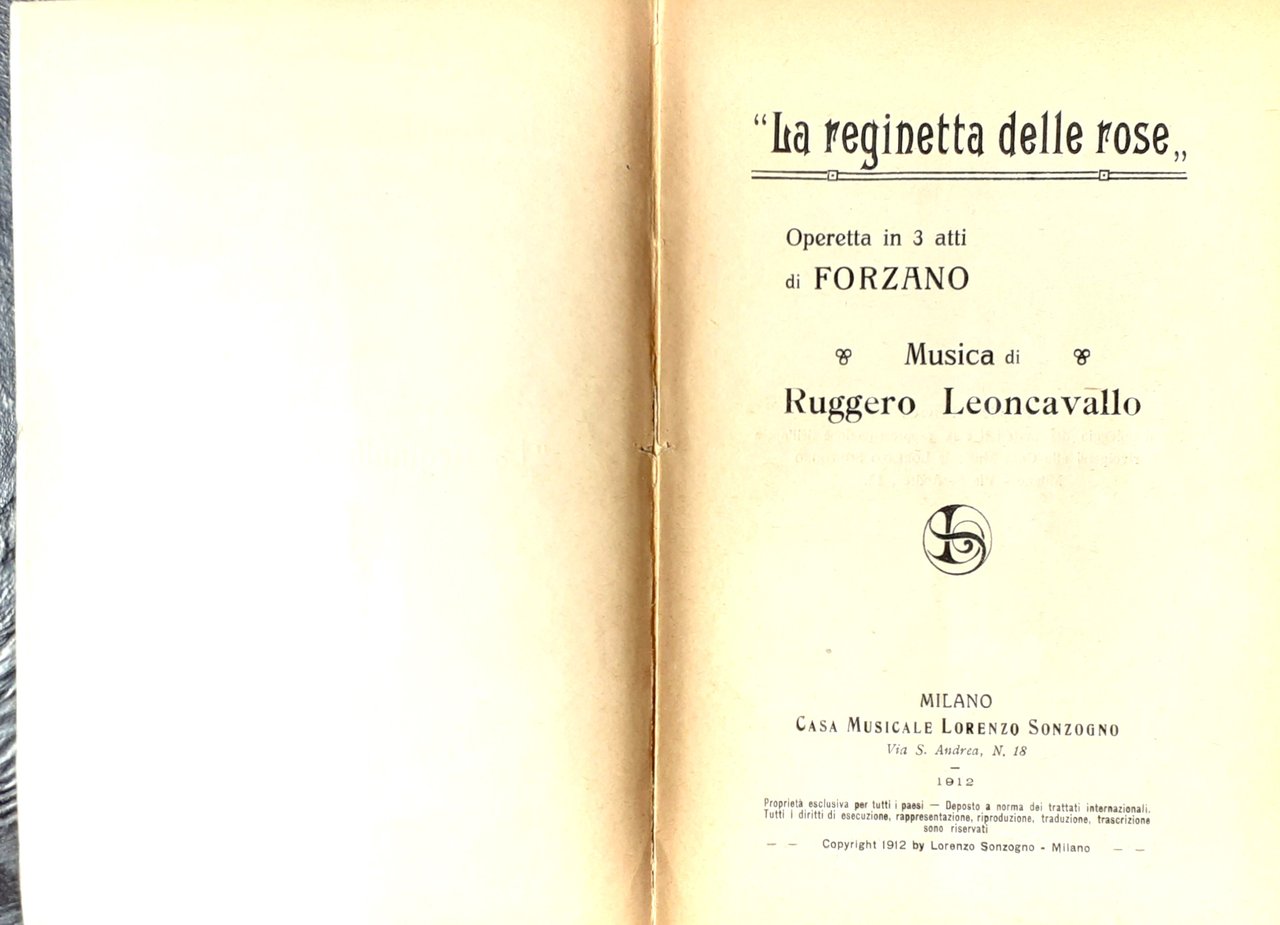 “La reginetta delle rose„
Operetta in 3 atti
di FORZANO
Musica di
Ruggero Leoncavallo
MILANO
CASA MUSICALE LORENZO SONZOGNO
Via S. Andrea, N. 18
1912
Proprietà esclusiva per tutti i paesi — Deposto a norma dei trattati internazionali.
Tutti i diritti di esecuzione, rappresentazione, riproduzione, traduzione, trascrizione
sono riservati
— — Copyright 1912 by Lorenzo Sonzogno - Milano — —